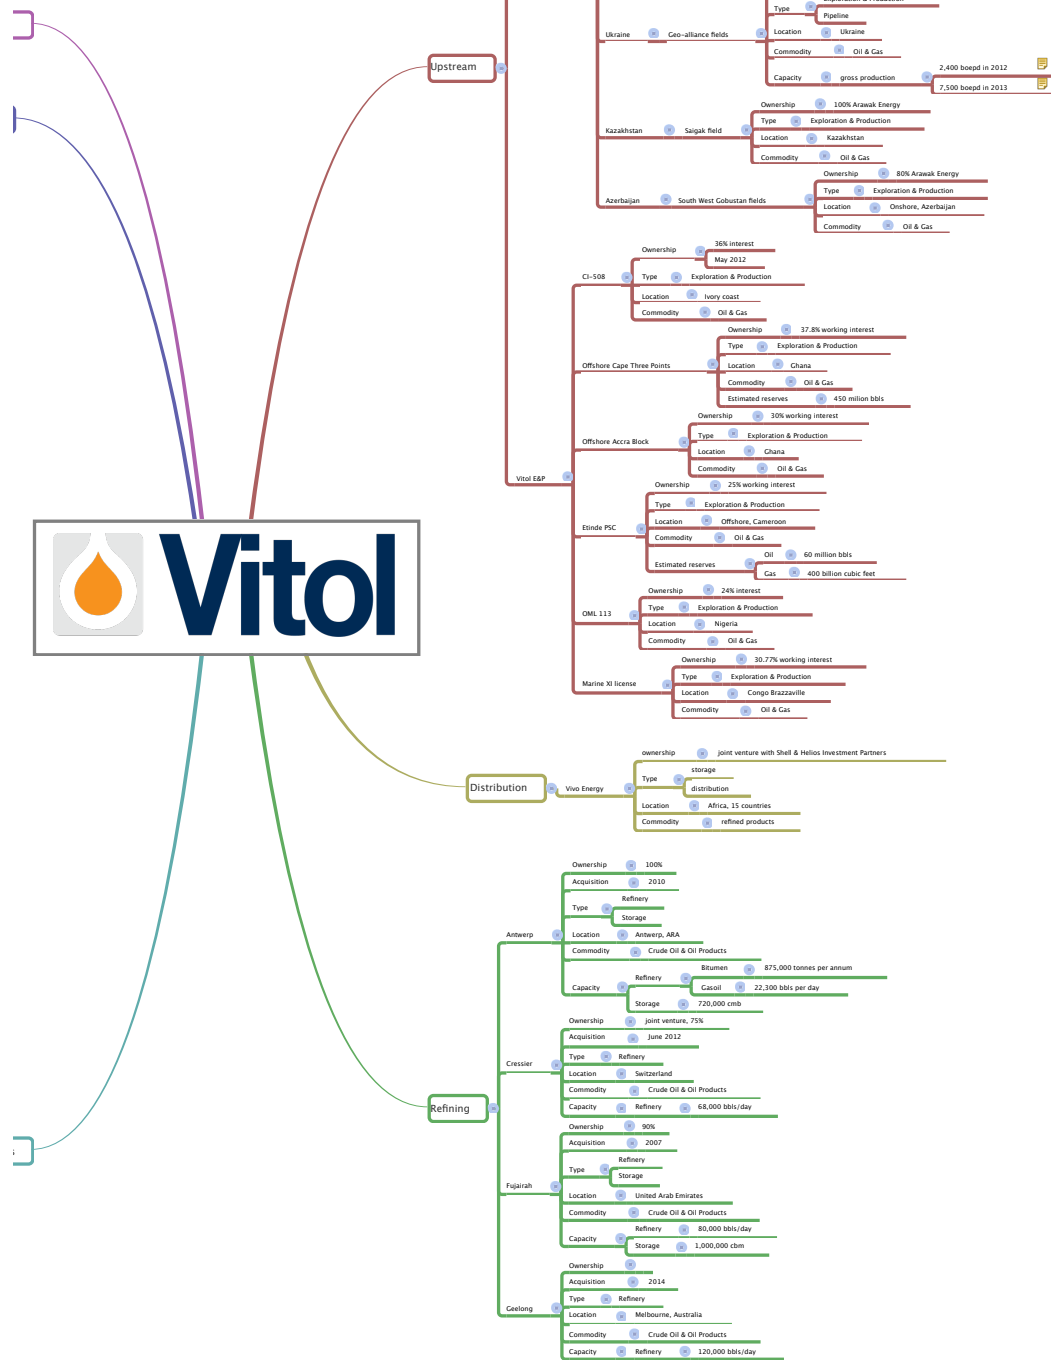 Type
Pipeline
Ukraine
Geo-alliance fields
Location
Ukraine
Commodity
Oil & Gas
Capacity
gross production
2,400 boepd in 2012
7,500 boepd in 2013
Upstream
Kazakhstan
Saigak field
Ownership
100% Arawak Energy
Type
Exploration & Production
Location
Kazakhstan
Commodity
Oil & Gas
Azerbaijan
South West Gobustan fields
Ownership
80% Arawak Energy
Type
Exploration & Production
Location
Onshore, Azerbaijan
Commodity
Oil & Gas
Vitol E&P
CI-508
Ownership
36% interest
May 2012
Type
Exploration & Production
Location
Ivory coast
Commodity
Oil & Gas
Offshore Cape Three Points
Ownership
37.8% working interest
Type
Exploration & Production
Location
Ghana
Commodity
Oil & Gas
Estimated reserves
450 milion bbls
Offshore Accra Block
Ownership
30% working interest
Type
Exploration & Production
Location
Ghana
Commodity
Oil & Gas
Etinde PSC
Ownership
25% working interest
Type
Exploration & Production
Location
Offshore, Cameroon
Commodity
Oil & Gas
Estimated reserves
Oil
60 million bbls
Gas
400 billion cubic feet
OML 113
Ownership
24% interest
Type
Exploration & Production
Location
Nigeria
Commodity
Oil & Gas
Marine XI license
Ownership
30.77% working interest
Type
Exploration & Production
Location
Congo Brazzaville
Commodity
Oil & Gas
Vitol
Distribution
Vivo Energy
ownership
joint venture with Shell & Helios Investment Partners
Type
storage
distribution
Location
Africa, 15 countries
Commodity
refined products
Refining
Antwerp
Ownership
100%
Acquisition
2010
Type
Refinery
Storage
Location
Antwerp, ARA
Commodity
Crude Oil & Oil Products
Capacity
Refinery
Bitumen
875,000 tonnes per annum
Gasoil
22,300 bbls per day
Storage
720,000 cmb
Cressier
Ownership
joint venture, 75%
Acquisition
June 2012
Type
Refinery
Location
Switzerland
Commodity
Crude Oil & Oil Products
Capacity
Refinery
68,000 bbls/day
Fujairah
Ownership
90%
Acquisition
2007
Type
Refinery
Storage
Location
United Arab Emirates
Commodity
Crude Oil & Oil Products
Capacity
Refinery
80,000 bbls/day
Storage
1,000,000 cbm
Geelong
Ownership
Acquisition
2014
Type
Refinery
Location
Melbourne, Australia
Commodity
Crude Oil & Oil Products
Capacity
Refinery
120,000 bbls/day